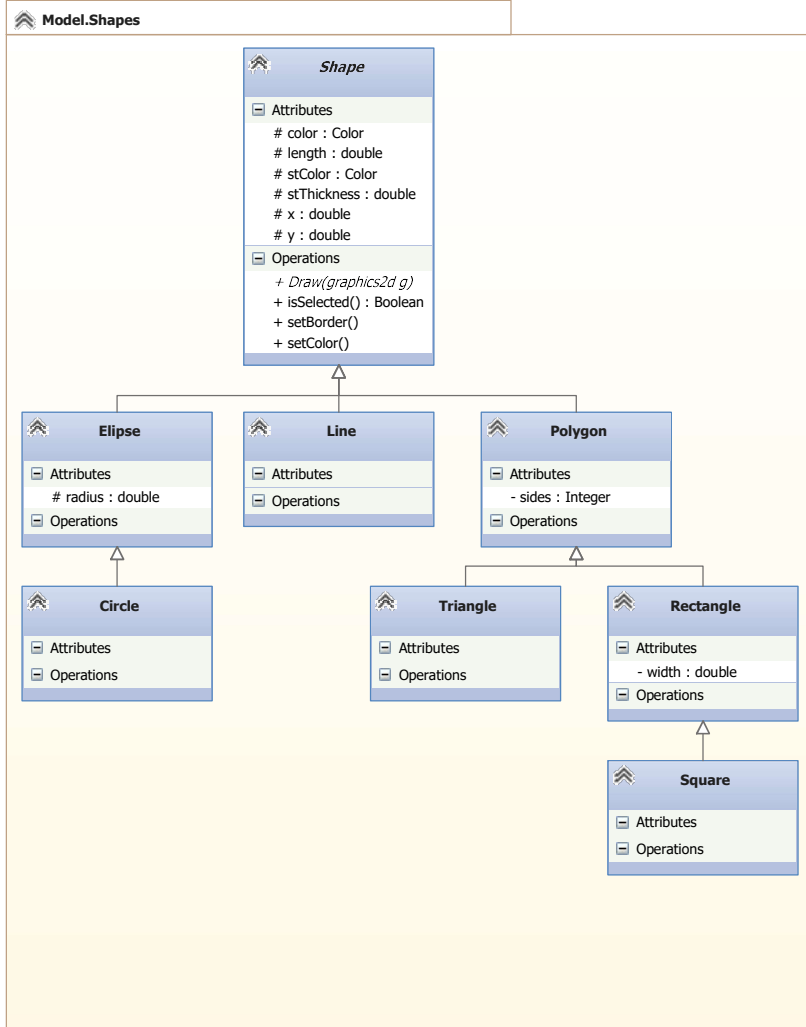 Model.Shapes
Shape
Attributes
# color : Color
# length : double
# stColor : Color
# stThickness : double
# x : double
# y : double
Operations
+ Draw(graphics2d g)
+ isSelected() : Boolean
+ setBorder()
+ setColor()
Elipse
Attributes
# radius : double
Operations
Line
Attributes
Operations
Polygon
Attributes
- sides : Integer
Operations
Circle
Attributes
Operations
Triangle
Attributes
Operations
Rectangle
Attributes
- width : double
Operations
Square
Attributes
Operations